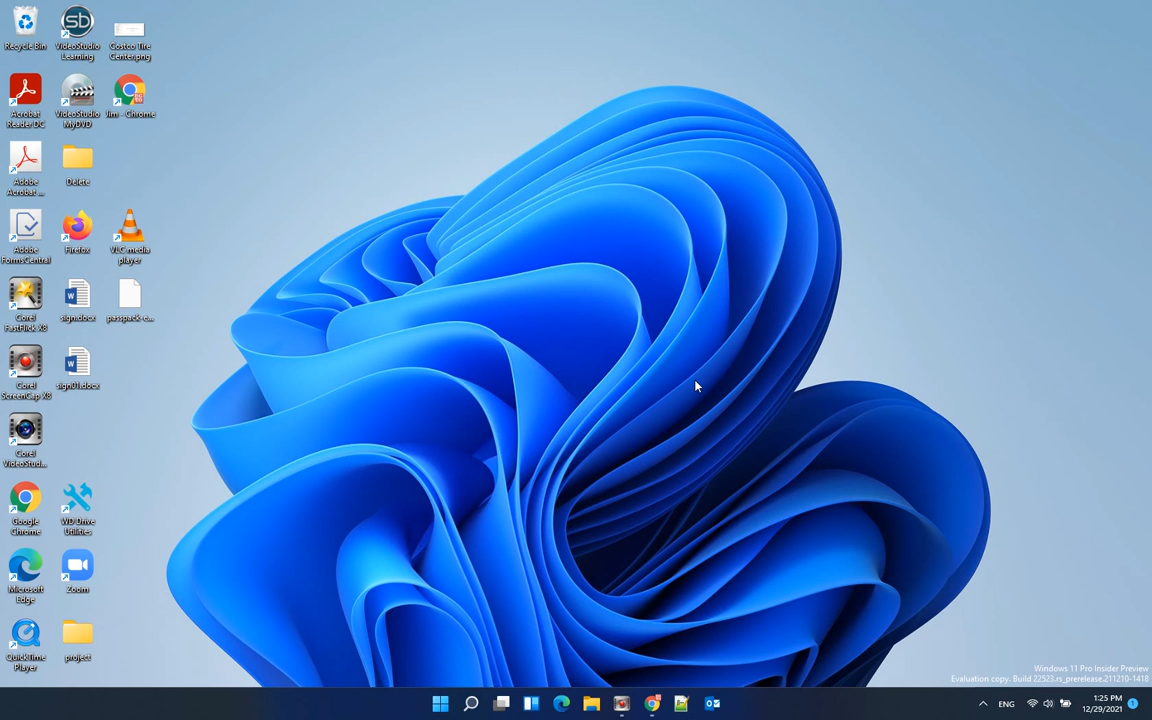 Recycle Bin
Acrobat
Reader DC
Adobe
Acrobat ...
Adobe
FormsCentral
Corel
FastFlick X8
Corel
ScreenCap X8
Corel
VideoStud...
Google
Chrome
Microsoft
Edge
QuickTime
Player
sb
VideoStudio
Learning
VideoStudio
MyDVD
Delete
Firefox
sign.docx
sign01.docx
WD Drive
Utilities
Zoom
project
Costco Tire
Center.png
Jim - Chrome
VLC media
player
passpack-e...
Windows 11 Pro Insider Preview
Evaluation copy. Build 22523.rs_prerelease.211210-1418
ENG
1:25 PM
12/29/2021
1